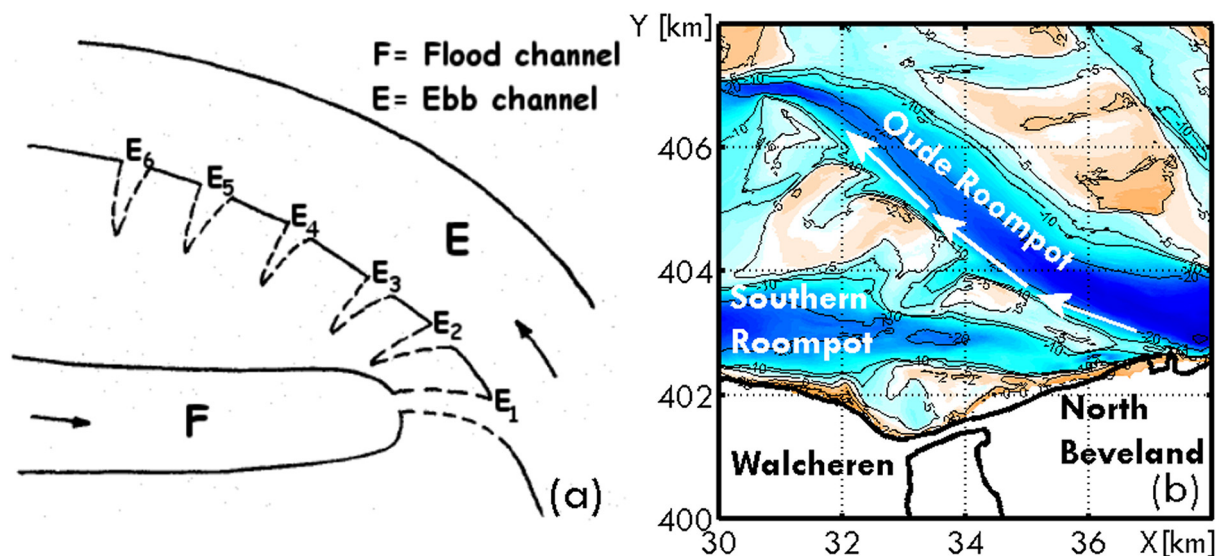 F= Flood channel
E= Ebb channel
E6
E5
E4
E3
E2
E1
E
F
(a)
Y [km]
406
404
402
400
30
32
34
36
X[km]
Oude Roompot
Southern
Roompot
Walcheren
North
Beveland
(b)